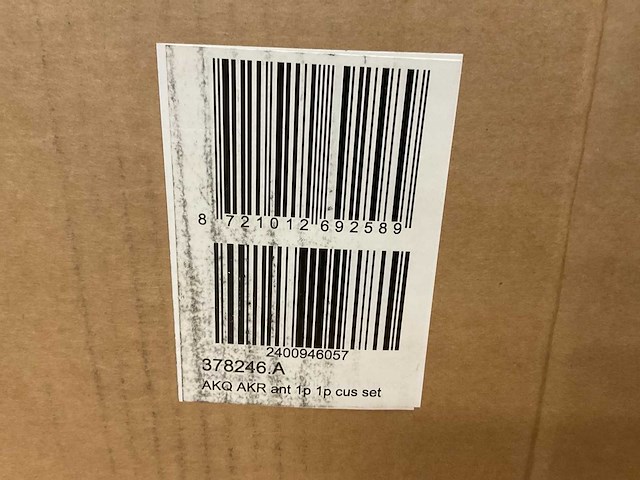 8 721012 692589
2400946057
378246.A
AKQ AKR ant 1p 1p cus set